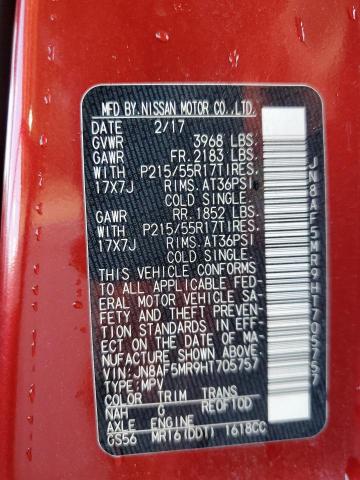 MFD BY NISSAN MOTOR CO.,LTD.
DATE 2/17
GVWR 3968 LBS.
GAWR FR.2183 LBS.
WITH P215/55R17TIRES,
17X7J RIMS.AT36PSI
COLD SINGLE.
GAWR RR.1852 LBS.
WITH P215/55R17TIRES,
17X7J RIMS.AT36PSI
COLD SINGLE.
THIS VEHICLE CONFORMS
TO ALL APPLICABLE FED-
ERAL MOTOR VEHICLE SA-
FETY AND THEFT PREVEN-
TION STANDARDS IN EFF-
ECT ON THE DATE OF MA-
NUFACTURE SHOWN ABOVE.
VIN:JN8AF5MR9HT705757
TYPE:MPV
COLOR TRIM TRANS
NAH G RE0F10D
AXLE ENGINE
GS56 MR16(DDT) 1618CC
JN8AF5MR9HT705757